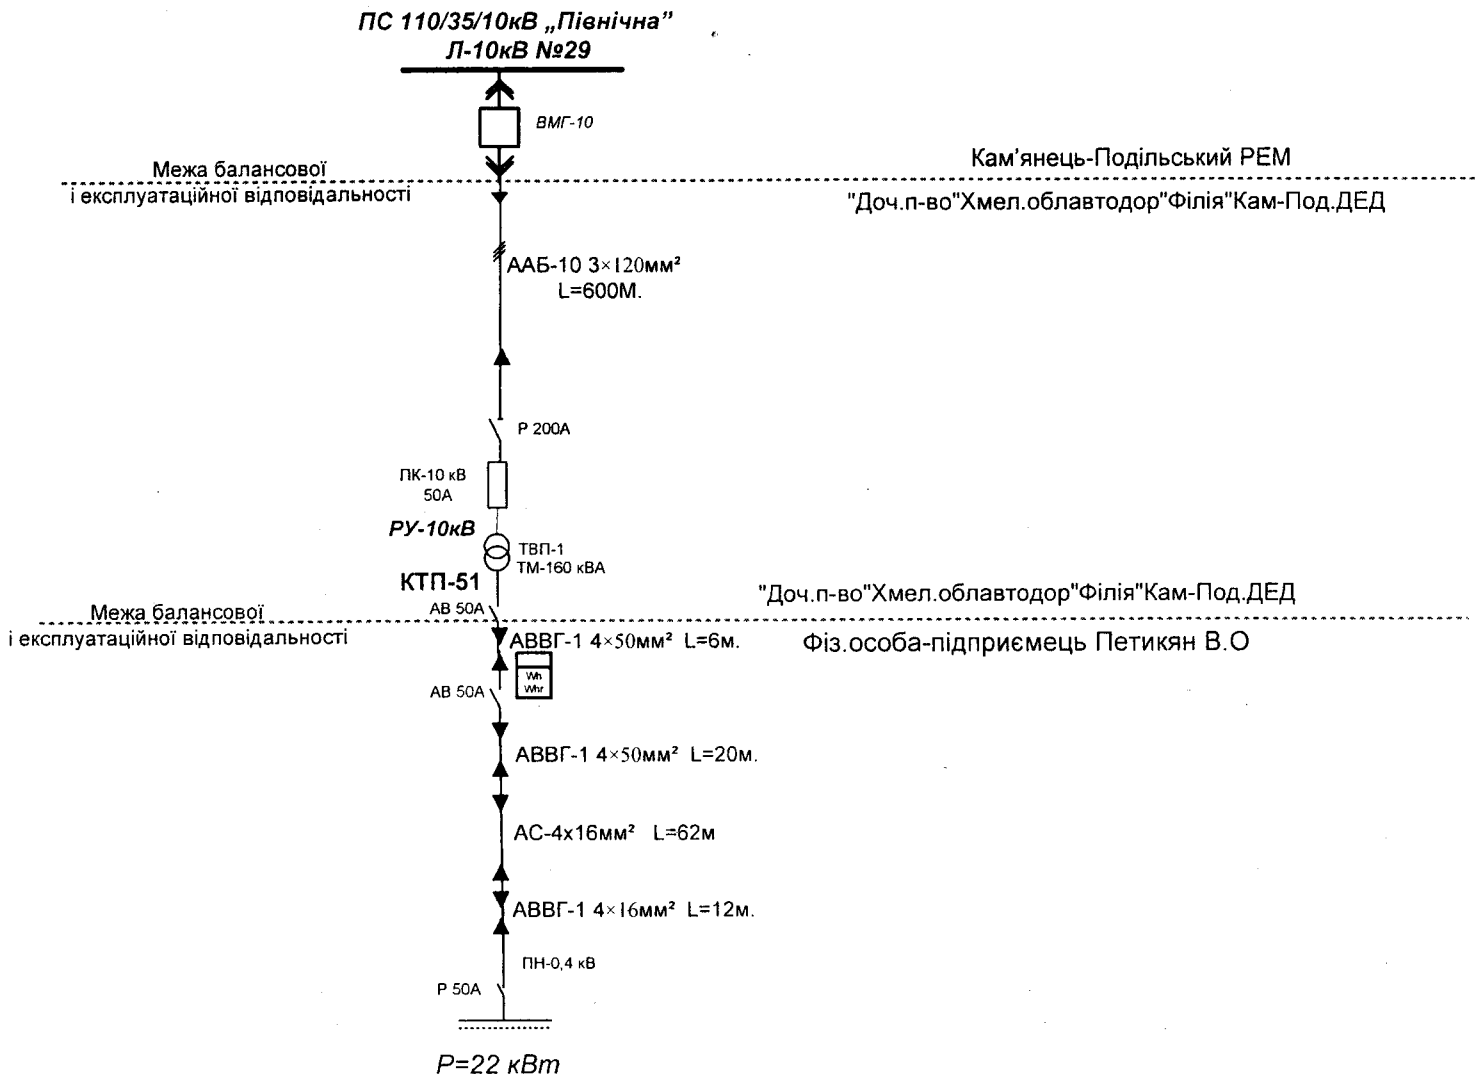 ПС 110/35/10кВ „Північна”
Л-10кВ №29
ВМГ-10
Межа балансової
і експлуатаційної відповідальності
Кам’янець-Подільський РЕМ
"Доч.п-во"Хмел.облавтодор"Філія"Кам-Под.ДЕД
ААБ-10 3×120мм²
L=600М.
Р 200А
ПК-10 кВ
50А
РУ-10кВ
ТВП-1
ТМ-160 кВА
КТП-51
АВ 50А
"Доч.п-во"Хмел.облавтодор"Філія"Кам-Под.ДЕД
Межа балансової
і експлуатаційної відповідальності
АВВГ-1 4×50мм² L=6м.
Фіз.особа-підприємець Петикян В.О
Wh
Whr
АВ 50А
АВВГ-1 4×50мм² L=20м.
АС-4х16мм² L=62м
АВВГ-1 4×16мм² L=12м.
ПН-0,4 кВ
Р 50А
Р=22 кВт